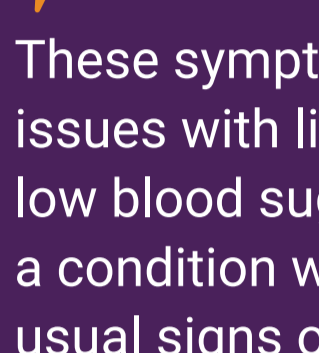 These sympt
issues with li
low blood su
a condition w
usual signs o